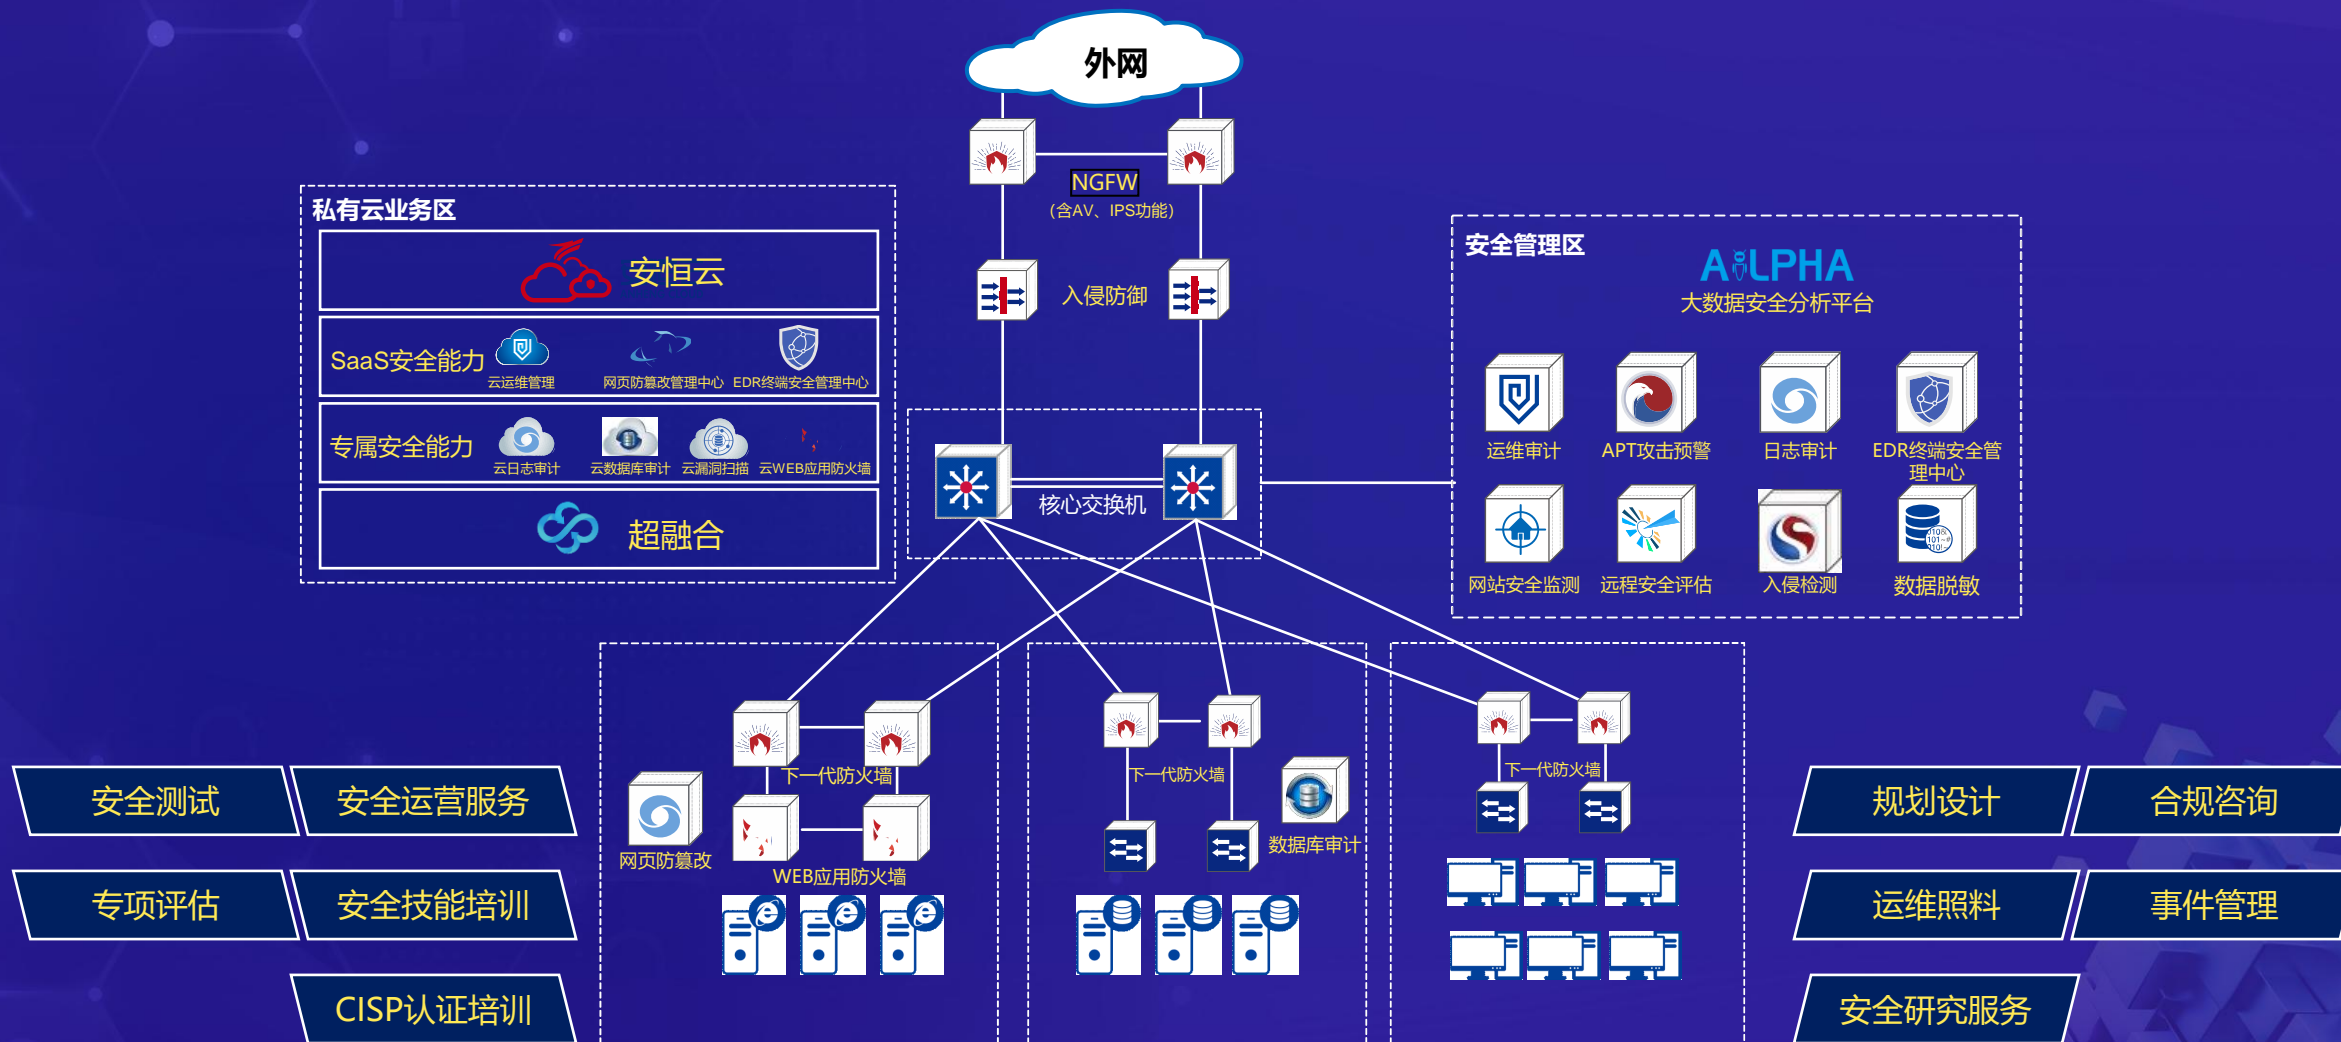 外网
NGFW
(含AV、IPS功能)
入侵防御
核心交换机
私有云业务区
安恒云
SaaS安全能力
云运维管理
网页防篡改管理中心
EDR终端安全管理中心
专属安全能力
云日志审计
云数据库审计
云漏洞扫描
云WEB应用防火墙
超融合
安全管理区
AiLPHA
大数据安全分析平台
运维审计
APT攻击预警
日志审计
EDR终端安全管
理中心
网站安全监测
远程安全评估
入侵检测
数据脱敏
下一代防火墙
网页防篡改
WEB应用防火墙
下一代防火墙
数据库审计
下一代防火墙
安全测试
安全运营服务
专项评估
安全技能培训
CISP认证培训
规划设计
合规咨询
运维照料
事件管理
安全研究服务